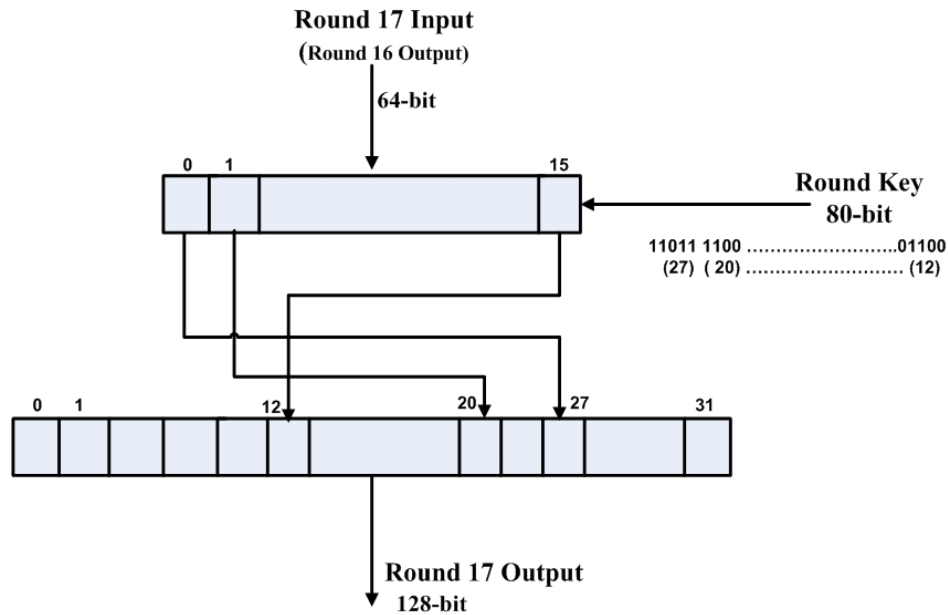 Round 17 Input
(Round 16 Output)
64-bit
0 1 15
Round Key
80-bit
11011 1100 ..........................01100
(27) ( 20) ............................ (12)
0 1 12 20 27 31
Round 17 Output
128-bit